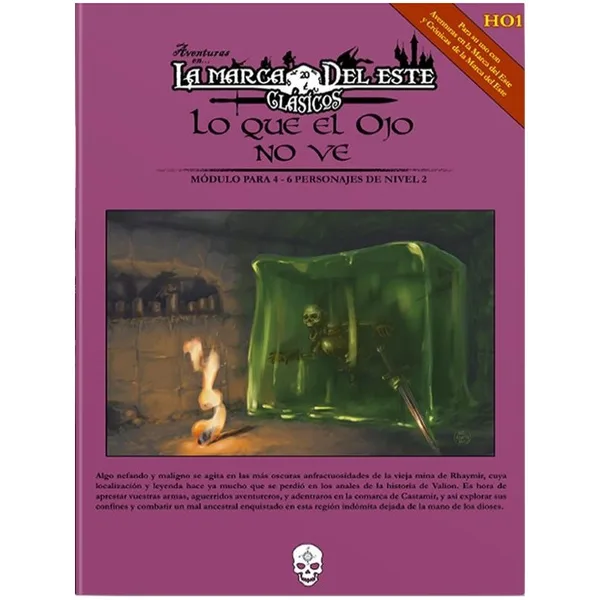 HO1
Para su uso con
Aventuras en la Marca del Este
y Crónicas de la Marca del Este
Aventuras
en...
La Marca Del Este
20
Clásicos
Lo que el Ojo
no ve
MÓDULO PARA 4 - 6 PERSONAJES DE NIVEL 2
Algo nefando y maligno se agita en las más oscuras anfractuosidades de la vieja mina de Rhaymir, cuya
localización y leyenda hace ya mucho que se perdió en los anales de la historia de Valion. Es hora de
aprestar vuestras armas, aguerridos aventureros, y adentraros en la comarca de Castamir, y así explorar sus
confines y combatir un mal ancestral enquistado en esta región indómita dejada de la mano de los dioses.